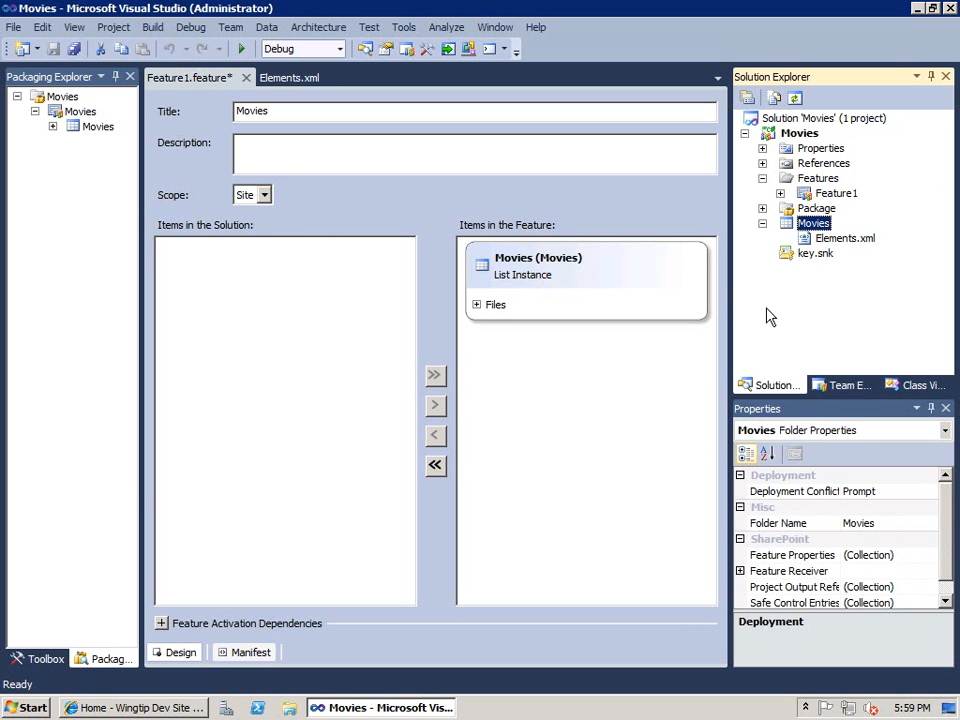 Movies - Microsoft Visual Studio (Administrator)
File Edit View Project Build Debug Team Data Architecture Test Tools Analyze Window Help
Debug
Packaging Explorer
Movies
Movies
Movies
Toolbox Packag...
Feature1.feature* Elements.xml
Title: Movies
Description:
Scope: Site
Items in the Solution: Items in the Feature:
Movies (Movies)
List Instance
Files
Feature Activation Dependencies
Design Manifest
Solution Explorer
Solution 'Movies' (1 project)
Movies
Properties
References
Features
Feature1
Package
Movies
Elements.xml
key.snk
Solution... Team E... Class Vi...
Properties
Movies Folder Properties
Deployment
Deployment Conflict Prompt
Misc
Folder Name Movies
SharePoint
Feature Properties (Collection)
Feature Receiver
Project Output Refe (Collection)
Safe Control Entries (Collection)
Deployment
Ready
Start Home - Wingtip Dev Site ... Movies - Microsoft Vis... 5:59 PM